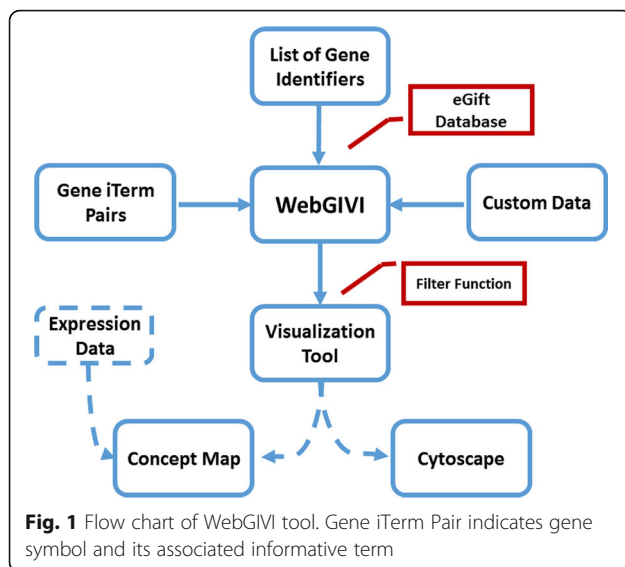 List of Gene
Identifiers
eGift
Database
Gene iTerm
Pairs
WebGIVI
Custom Data
Filter Function
Expression
Data
Visualization
Tool
Concept Map
Cytoscape
Fig. 1 Flow chart of WebGIVI tool. Gene iTerm Pair indicates gene
symbol and its associated informative term